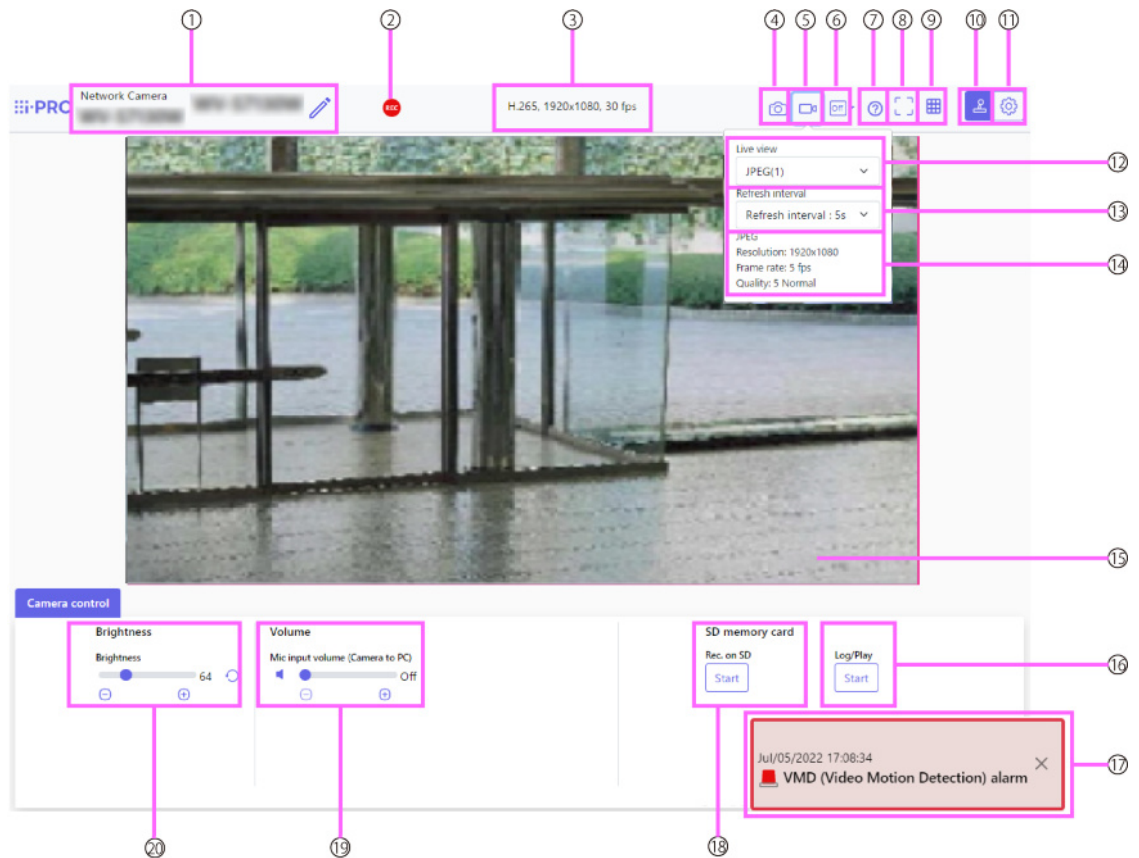 ① ② ③ ④ ⑤ ⑥ ⑦ ⑧ ⑨ ⑩ ⑪
i-PRO
Network Camera
REC
H.265, 1920x1080, 30 fps
Off
Live view
JPEG(1)
⑫
Refresh interval
Refresh interval : 5s
⑬
JPEG
Resolution: 1920x1080
Frame rate: 5 fps
Quality: 5 Normal
⑭
⑮
Camera control
Brightness
Brightness
64
Volume
Mic input volume (Camera to PC)
Off
SD memory card
Rec. on SD
Start
Log/Play
Start
⑯
Jul/05/2022 17:08:34
VMD (Video Motion Detection) alarm
⑰
⑳ ⑲ ⑱